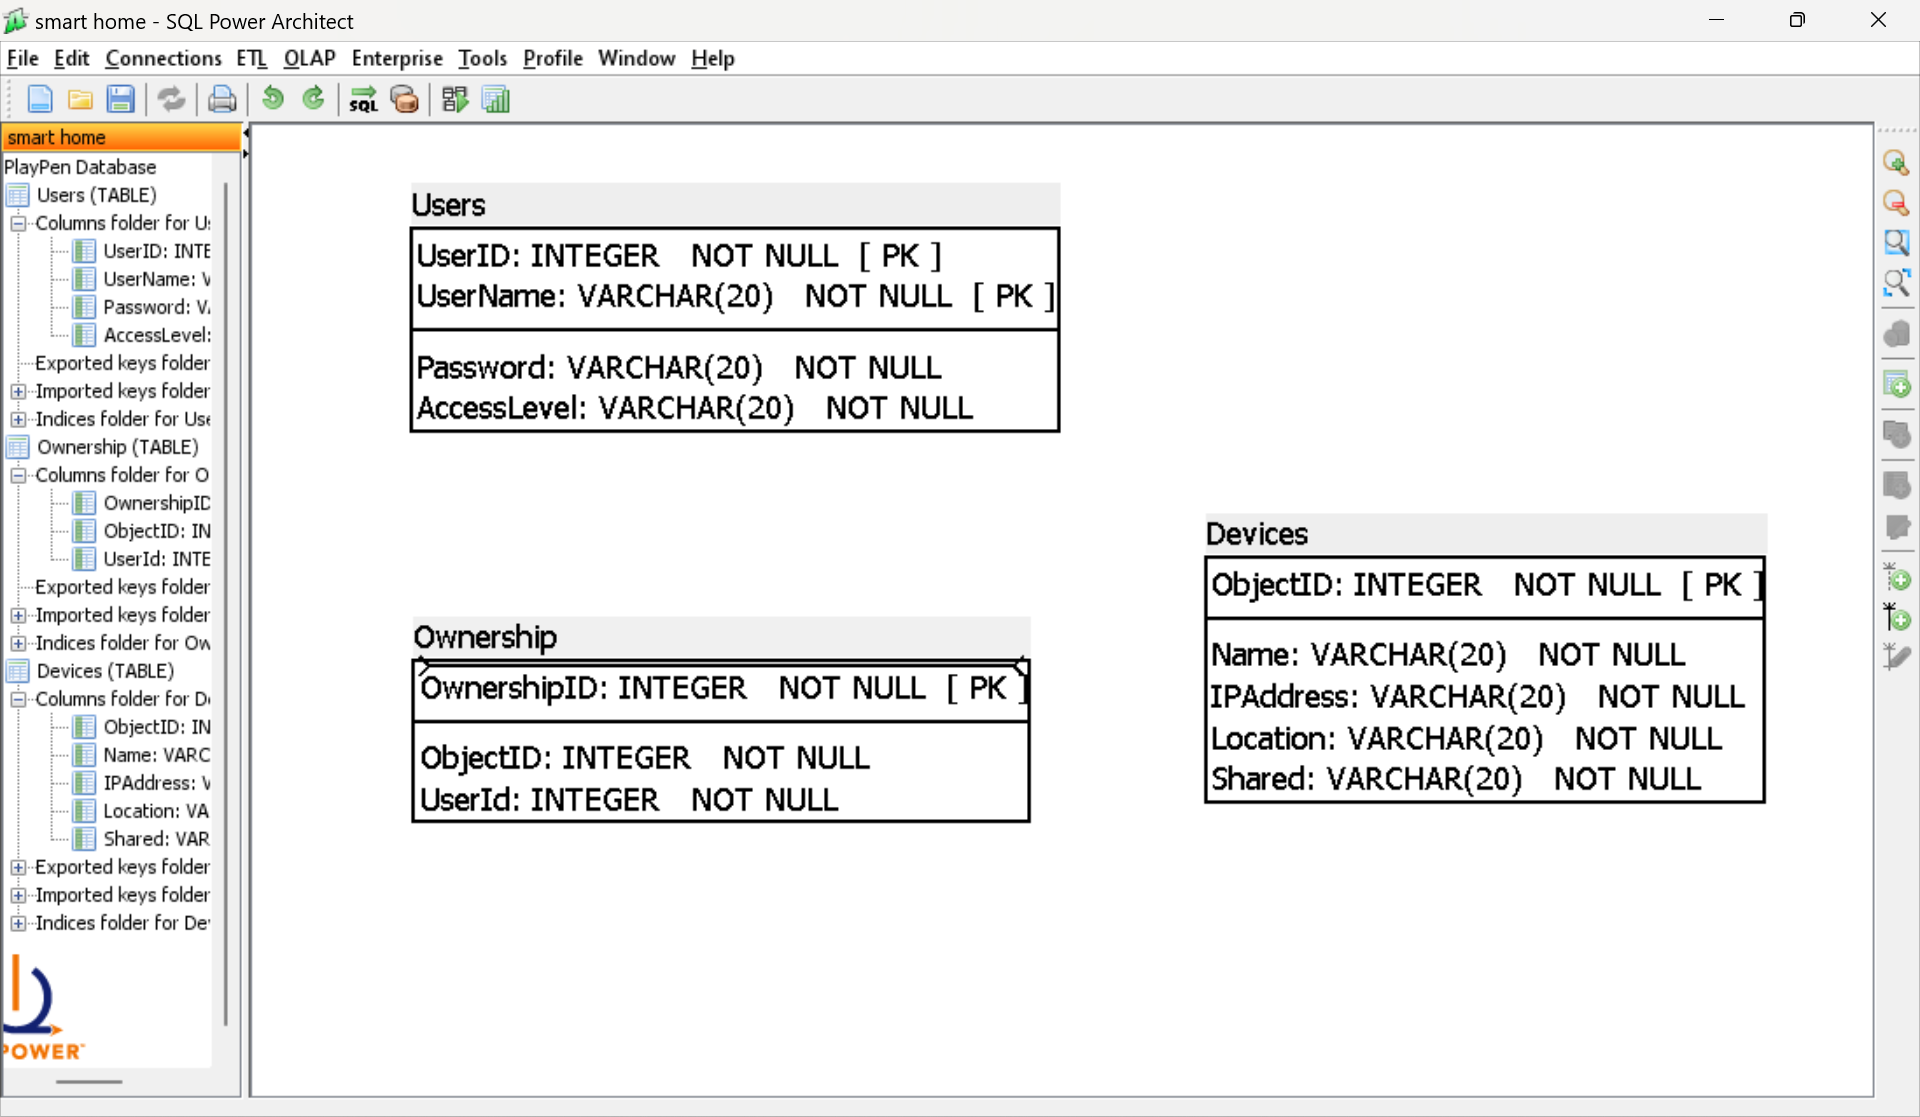 smart home - SQL Power Architect
File Edit Connections ETL OLAP Enterprise Tools Profile Window Help
SQL
smart home
PlayPen Database
Users (TABLE)
Columns folder for Us
UserID: INTE
UserName: V
Password: VA
AccessLevel:
Exported keys folder
Imported keys folder
Indices folder for Use
Ownership (TABLE)
Columns folder for O
OwnershipID
ObjectID: IN
UserId: INTE
Exported keys folder
Imported keys folder
Indices folder for Ow
Devices (TABLE)
Columns folder for De
ObjectID: IN
Name: VARC
IPAddress: V
Location: VA
Shared: VAR
Exported keys folder
Imported keys folder
Indices folder for De
POWER
Users
UserID: INTEGER NOT NULL [ PK ]
UserName: VARCHAR(20) NOT NULL [ PK ]
Password: VARCHAR(20) NOT NULL
AccessLevel: VARCHAR(20) NOT NULL
Ownership
OwnershipID: INTEGER NOT NULL [ PK ]
ObjectID: INTEGER NOT NULL
UserId: INTEGER NOT NULL
Devices
ObjectID: INTEGER NOT NULL [ PK ]
Name: VARCHAR(20) NOT NULL
IPAddress: VARCHAR(20) NOT NULL
Location: VARCHAR(20) NOT NULL
Shared: VARCHAR(20) NOT NULL